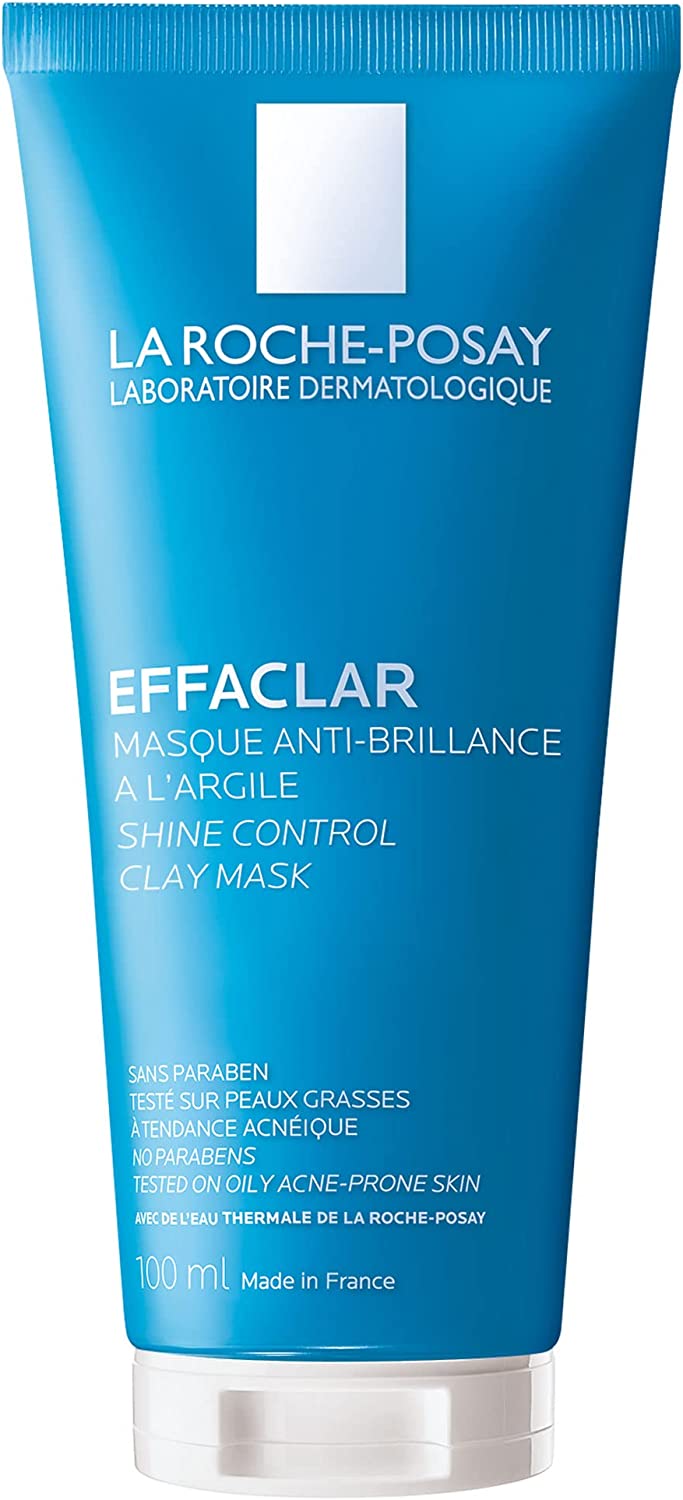 LA ROCHE-POSAY
LABORATOIRE DERMATOLOGIQUE
EFFACLAR
MASQUE ANTI-BRILLANCE
A L'ARGILE
SHINE CONTROL
CLAY MASK
SANS PARABEN
TESTÉ SUR PEAUX GRASSES
À TENDANCE ACNÉIQUE
NO PARABENS
TESTED ON OILY ACNE-PRONE SKIN
AVEC DE L'EAU THERMALE DE LA ROCHE-POSAY
100 ml Made in France